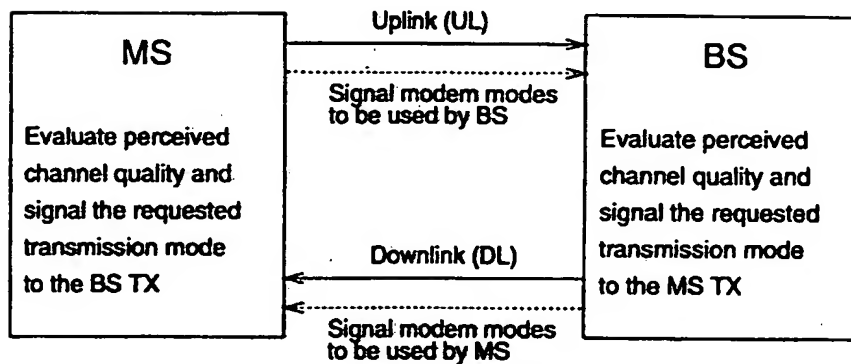 MS
Evaluate perceived
channel quality and
signal the requested
transmission mode
to the BS TX
Uplink (UL)
Signal modem modes
to be used by BS
Downlink (DL)
Signal modem modes
to be used by MS
BS
Evaluate perceived
channel quality and
signal the requested
transmission mode
to the MS TX